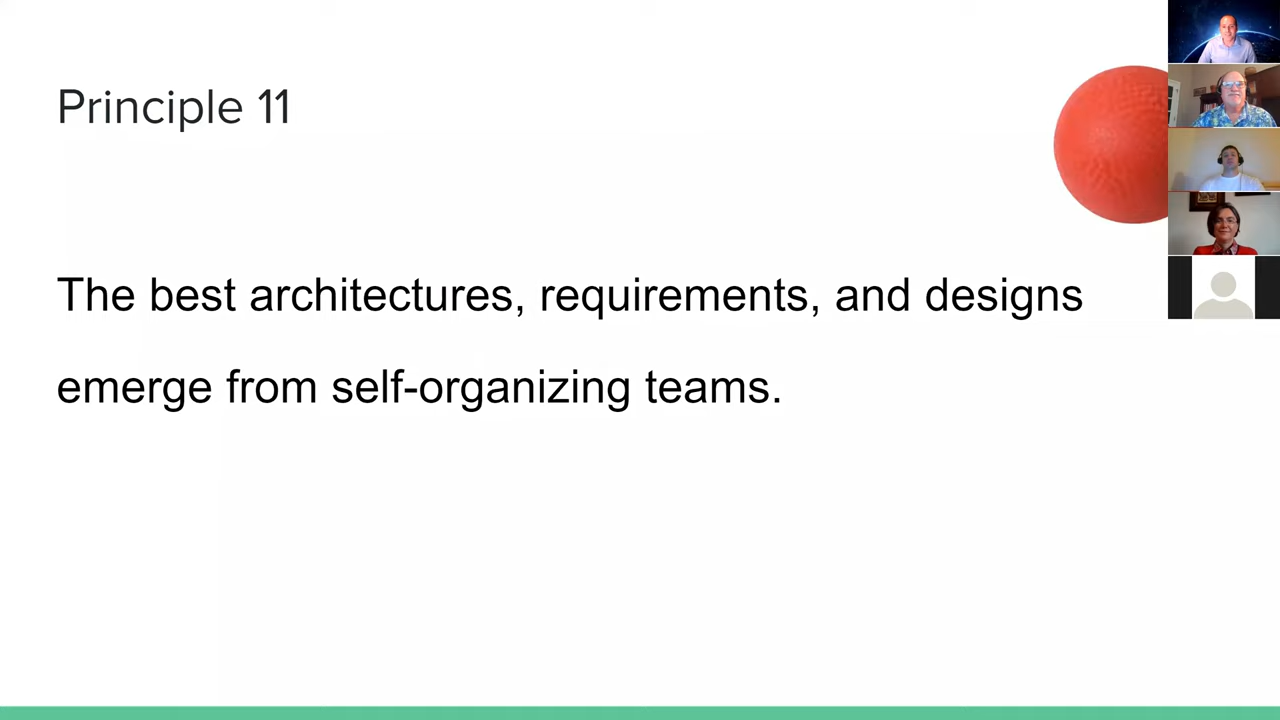 Principle 11
The best architectures, requirements, and designs
emerge from self-organizing teams.